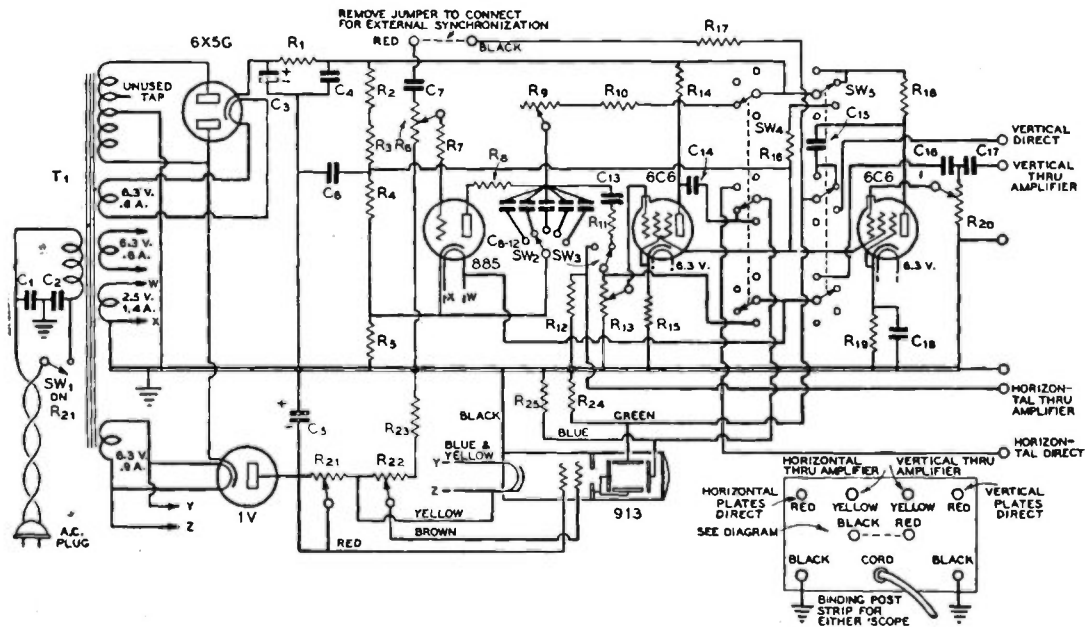 REMOVE JUMPER TO CONNECT
FOR EXTERNAL SYNCHRONIZATION
RED
BLACK
R17
6X5G
R1
UNUSED
TAP
C3
C4
R2
C7
R9
R10
R14
SW5
R18
SW4
C15
VERTICAL
DIRECT
R3
R6
R7
R8
C14
R16
C16
C17
VERTICAL
THRU
AMPLIFIER
T1
C6
R4
C13
6C6
6C6
R20
6.3 V.
.6 A.
R11
6.3 V.
.6 A.
C8-12
SW2
SW3
885
6.3 V.
6.3 V.
C1
C2
W
2.5 V.
1.4 A.
X
X
W
R5
R12
R13
R15
R19
C18
SW1
ON
R21
HORIZON-
TAL THRU
AMPLIFIER
R25
R24
C5
R23
BLACK
GREEN
BLUE
HORIZON-
TAL DIRECT
6.3 V.
.9 A.
R21
R22
BLUE &
YELLOW
Y
Z
Y
Z
1V
YELLOW
BROWN
RED
913
A.C.
PLUG
HORIZONTAL
THRU AMPLIFIER
VERTICAL THRU
AMPLIFIER
HORIZONTAL
PLATES
DIRECT
RED
YELLOW
YELLOW
RED
VERTICAL
PLATES
DIRECT
SEE DIAGRAM
BLACK
RED
BLACK
CORD
BLACK
BINDING POST
STRIP FOR
EITHER 'SCOPE